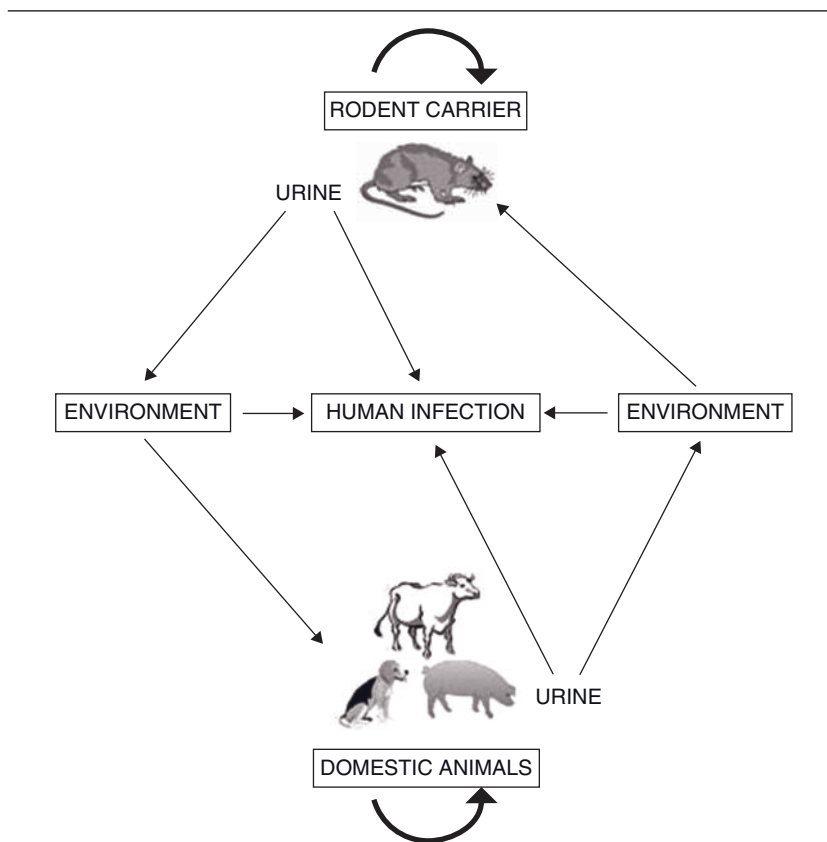 RODENT CARRIER
URINE
ENVIRONMENT
HUMAN INFECTION
ENVIRONMENT
URINE
DOMESTIC ANIMALS